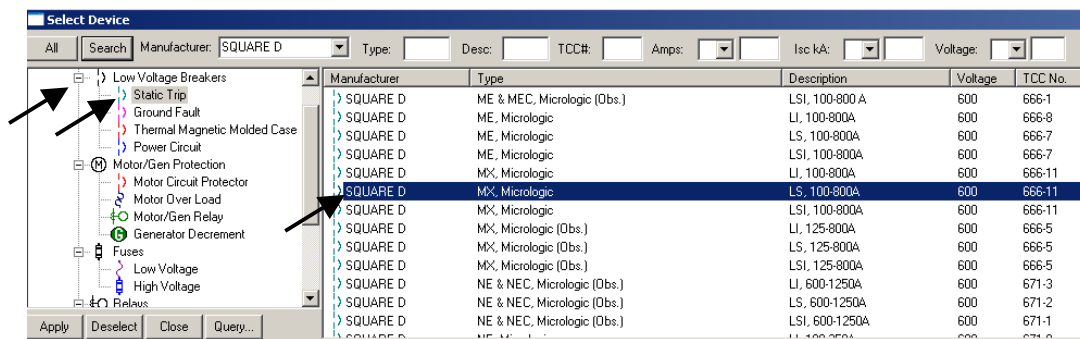 Select Device
All Search Manufacturer: SQUARE D Type: Desc: TCC#: Amps: Isc kA: Voltage:
Low Voltage Breakers
Static Trip
Ground Fault
Thermal Magnetic Molded Case
Power Circuit
M Motor/Gen Protection
Motor Circuit Protector
Motor Over Load
Motor/Gen Relay
G Generator Decrement
Fuses
Low Voltage
High Voltage
Relays
Apply Deselect Close Query...
Manufacturer Type Description Voltage TCC No.
SQUARE D ME & MEC, Micrologic (Obs.) LSI, 100-800 A 600 666-1
SQUARE D ME, Micrologic LI, 100-800A 600 666-8
SQUARE D ME, Micrologic LS, 100-800A 600 666-7
SQUARE D ME, Micrologic LSI, 100-800A 600 666-7
SQUARE D MX, Micrologic LI, 100-800A 600 666-11
SQUARE D MX, Micrologic LS, 100-800A 600 666-11
SQUARE D MX, Micrologic LSI, 100-800A 600 666-11
SQUARE D MX, Micrologic (Obs.) LI, 125-800A 600 666-5
SQUARE D MX, Micrologic (Obs.) LS, 125-800A 600 666-5
SQUARE D MX, Micrologic (Obs.) LSI, 125-800A 600 666-5
SQUARE D NE & NEC, Micrologic (Obs.) LI, 600-1250A 600 671-3
SQUARE D NE & NEC, Micrologic (Obs.) LS, 600-1250A 600 671-2
SQUARE D NE & NEC, Micrologic (Obs.) LSI, 600-1250A 600 671-1